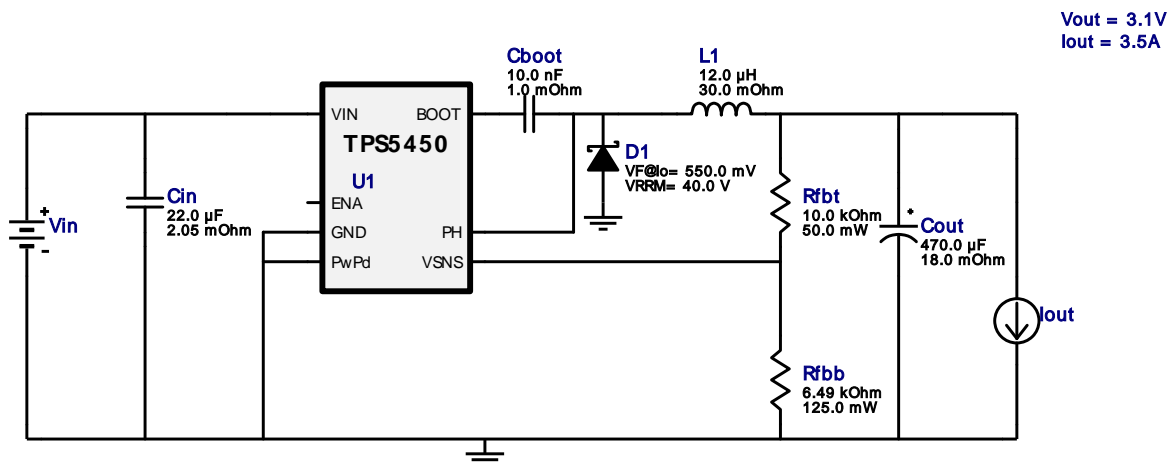 Vout = 3.1V
Iout = 3.5A
Cboot
10.0 nF
1.0 mOhm
L1
12.0 µH
30.0 mOhm
VIN
BOOT
TPS5450
U1
ENA
GND
PH
PwPd
VSNS
D1
VF@Io= 550.0 mV
VRRM= 40.0 V
Cin
22.0 µF
2.05 mOhm
+
Vin
-
Rfbt
10.0 kOhm
50.0 mW
+
Cout
470.0 µF
18.0 mOhm
Iout
Rfbb
6.49 kOhm
125.0 mW